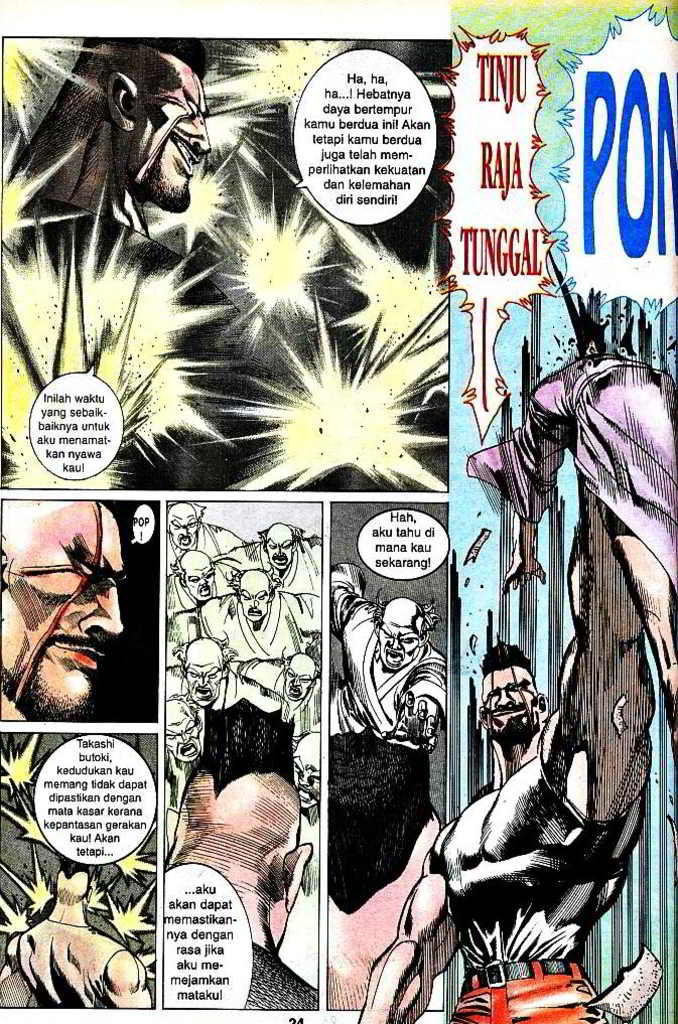 Ha, ha,
ha...! Hebatnya
daya bertempur
kamu berdua ini! Akan
tetapi kamu berdua
juga telah mem-
perlihatkan kekuatan
dan kelemahan
diri sendiri!
Inilah waktu
yang sebaik-
baiknya untuk
aku menamat-
kan nyawa
kau!
POP
!
Takashi
butoki,
kedudukan kau
memang tidak dapat
dipastikan dengan
mata kasar kerana
kepantasan gerakan
kau! Akan
tetapi...
...aku
akan dapat
memastikan-
nya dengan
rasa jika
aku me-
mejamkan
mataku!
Hah,
aku tahu di
mana kau
sekarang!
TINJU
RAJA
TUNGGAL
!
PON
24